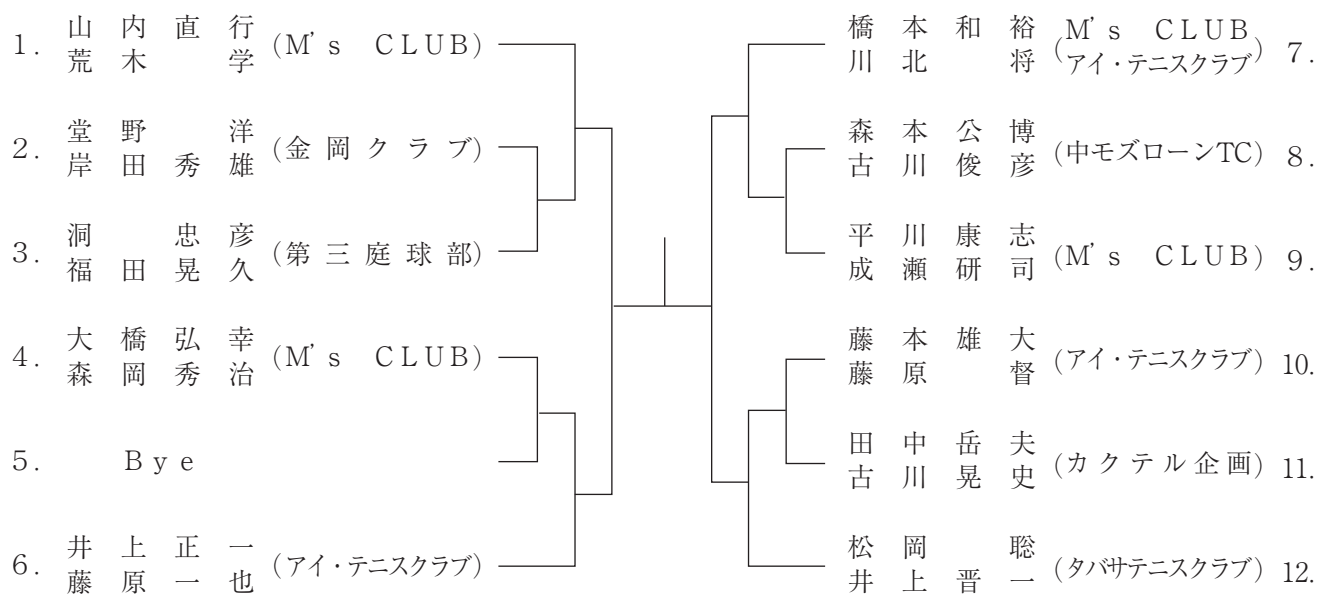 1. 山内直行 (M's CLUB)
荒木学
2. 堂野洋 (金岡クラブ)
岸田秀雄
3. 洞忠彦 (第三庭球部)
福田晃久
4. 大橋弘幸 (M's CLUB)
森岡秀治
5. Bye
6. 井上正一 (アイ・テニスクラブ)
藤原一也
橋本和裕 (M's CLUB 7.
川北将 アイ・テニスクラブ)
森本公博 (中モズローンTC) 8.
古川俊彦
平川康志 (M's CLUB) 9.
成瀬研司
藤本雄大 (アイ・テニスクラブ) 10.
藤原督
田中岳夫 (カクテル企画) 11.
古川晃史
松岡聡 (タバサテニスクラブ) 12.
井上晋一